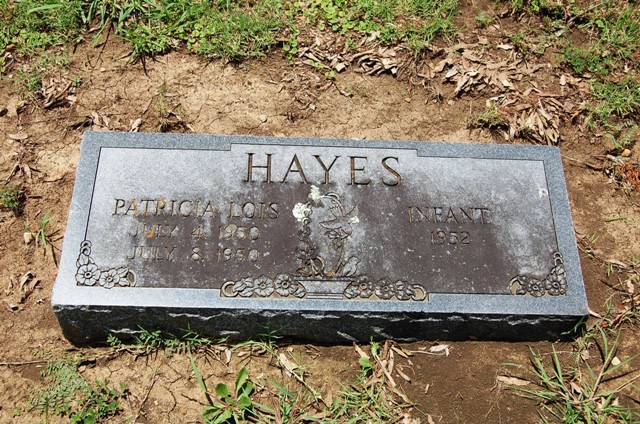 HAYES
PATRICIA LOIS
JULY 4, 1950
JULY 8, 1950
INFANT
1952